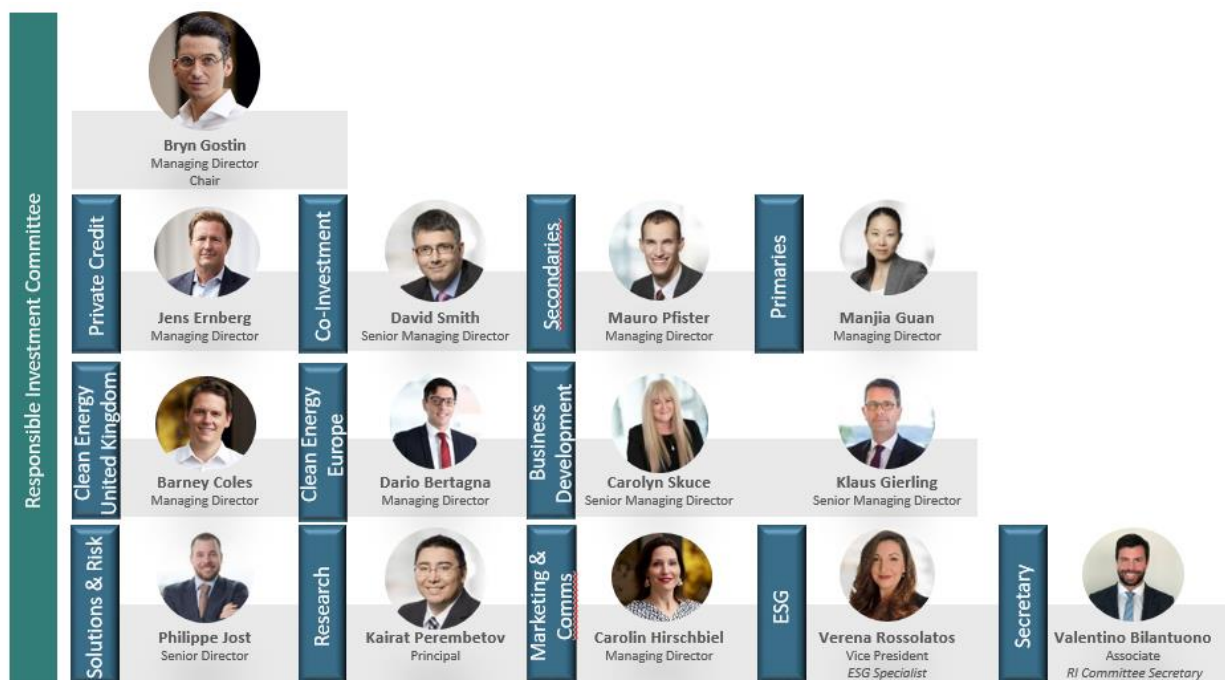 Responsible Investment Committee
Bryn Gostin
Managing Director
Chair
Private Credit
Jens Ernberg
Managing Director
Co-Investment
David Smith
Senior Managing Director
Secondaries
Mauro Pfister
Managing Director
Primaries
Manjia Guan
Managing Director
Clean Energy
United Kingdom
Barney Coles
Managing Director
Clean Energy
Europe
Dario Bertagna
Managing Director
Business
Development
Carolyn Skuce
Senior Managing Director
Klaus Gierling
Senior Managing Director
Solutions & Risk
Philippe Jost
Senior Director
Research
Kairat Perembetov
Principal
Marketing &
Comms
Carolin Hirschbiel
Managing Director
ESG
Verena Rossolatos
Vice President
ESG Specialist
Secretary
Valentino Bilantuono
Associate
RI Committee Secretary